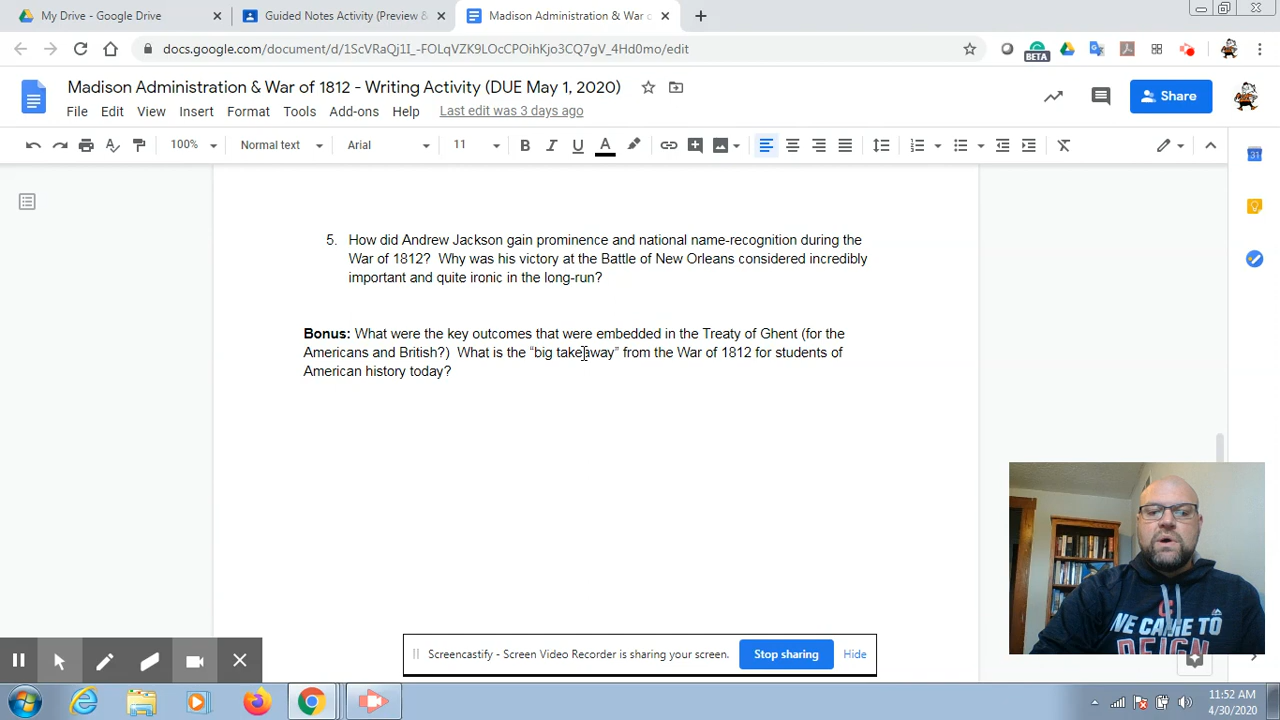 My Drive - Google Drive
Guided Notes Activity (Preview &
Madison Administration & War o
docs.google.com/document/d/1ScVRaQj1I_-FOLqVZK9LOcCPOihKjo3CQ7gV_4Hd0mo/edit
BETA
Madison Administration & War of 1812 - Writing Activity (DUE May 1, 2020)
File Edit View Insert Format Tools Add-ons Help Last edit was 3 days ago
Share
100% Normal text Arial 11 B I U A
31
5. How did Andrew Jackson gain prominence and national name-recognition during the
War of 1812? Why was his victory at the Battle of New Orleans considered incredibly
important and quite ironic in the long-run?
Bonus: What were the key outcomes that were embedded in the Treaty of Ghent (for the
Americans and British?) What is the “big takeaway” from the War of 1812 for students of
American history today?
WE CAME TO
REIGN
Screencastify - Screen Video Recorder is sharing your screen. Stop sharing Hide
11:52 AM
4/30/2020